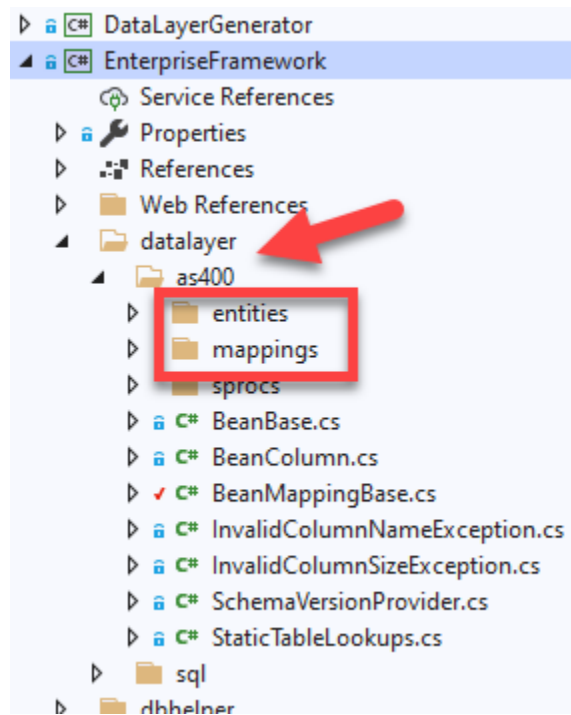 C# DataLayerGenerator
C# EnterpriseFramework
Service References
Properties
References
Web References
datalayer
as400
entities
mappings
sprocs
C# BeanBase.cs
C# BeanColumn.cs
C# BeanMappingBase.cs
C# InvalidColumnNameException.cs
C# InvalidColumnSizeException.cs
C# SchemaVersionProvider.cs
C# StaticTableLookups.cs
sql
dbhelper